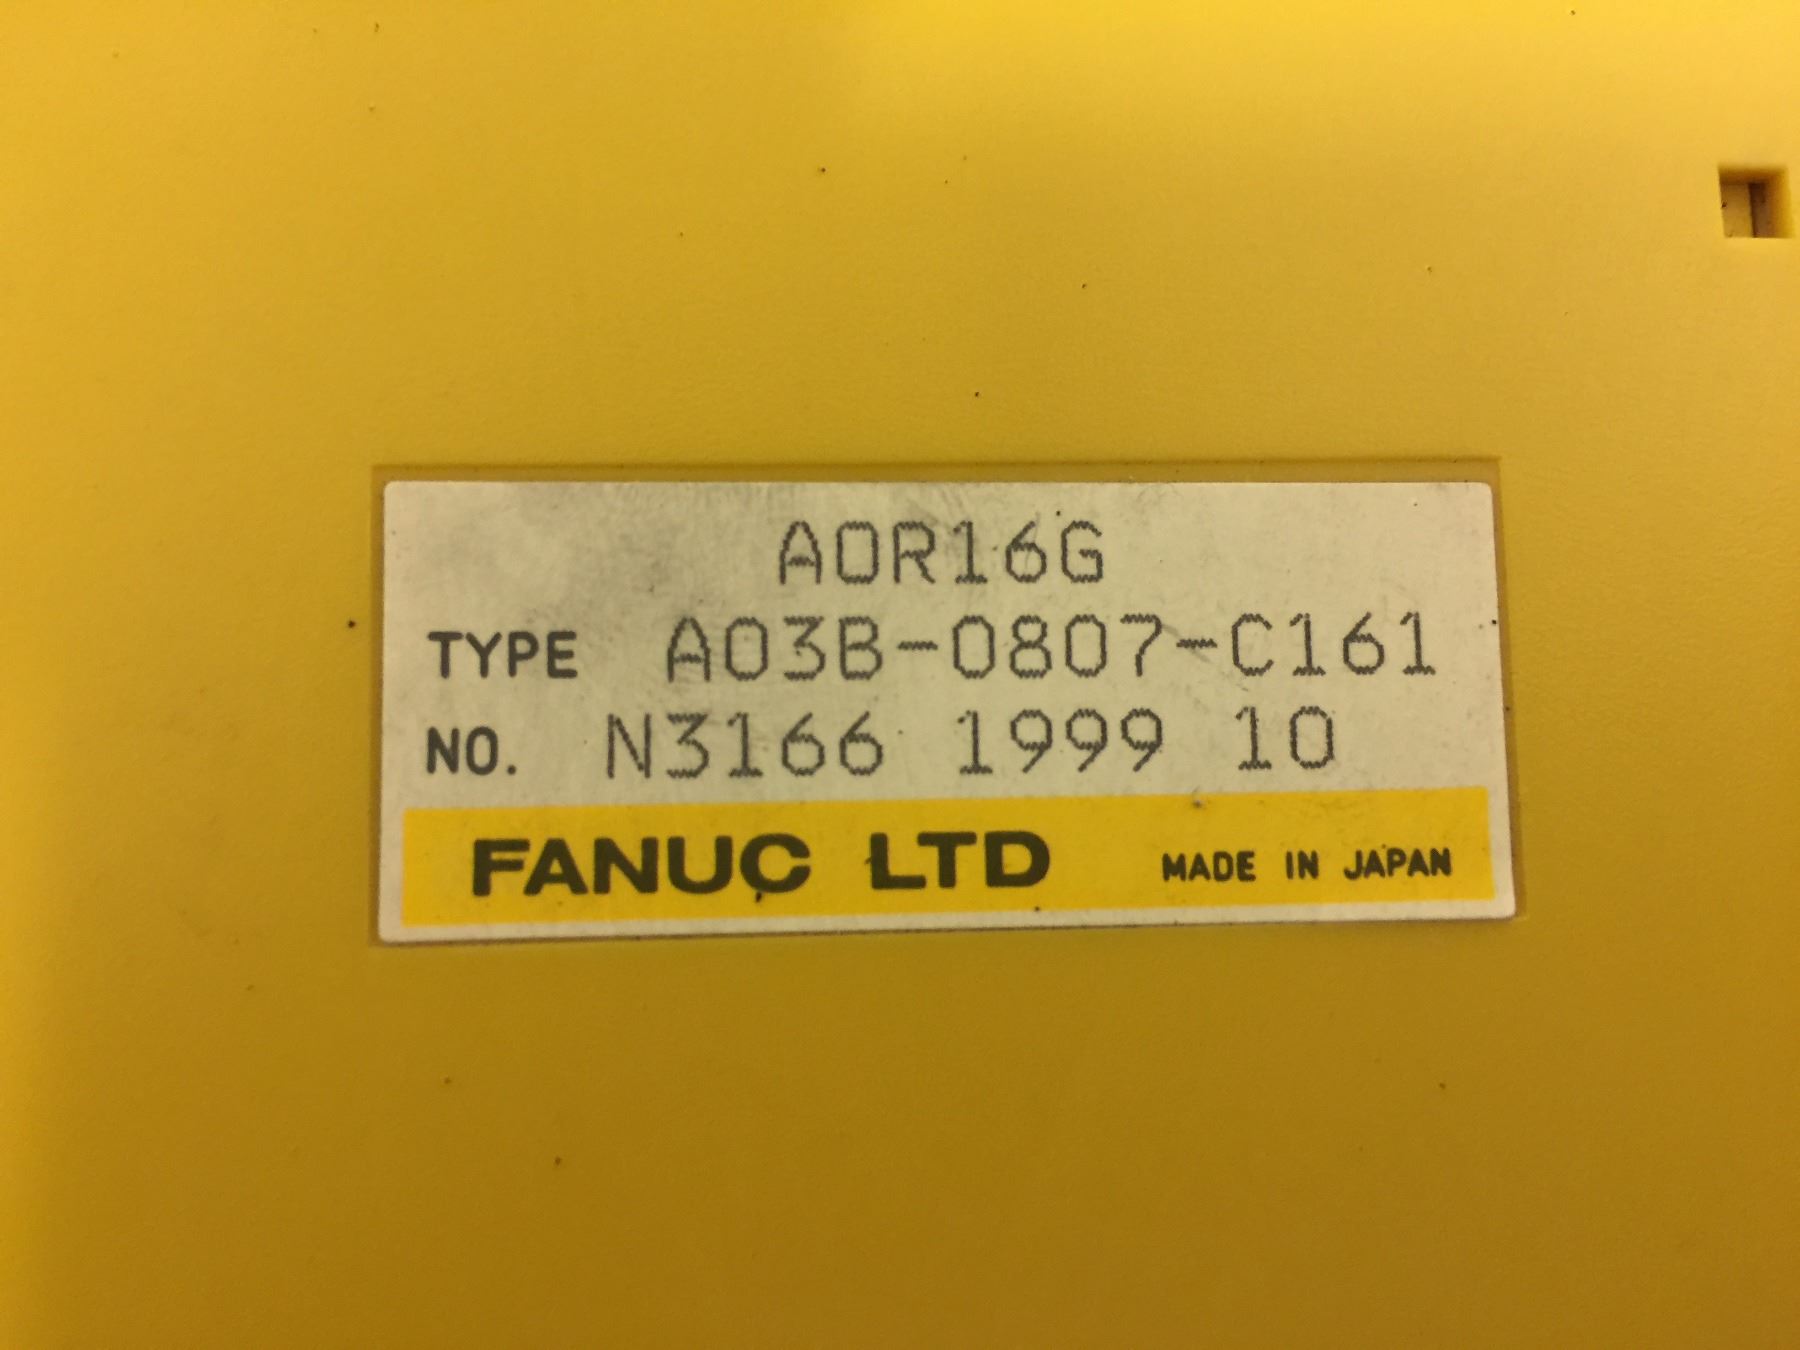 AOR16G
TYPE A03B-0807-C161
NO. N3166 1999 10
FANUC LTD MADE IN JAPAN